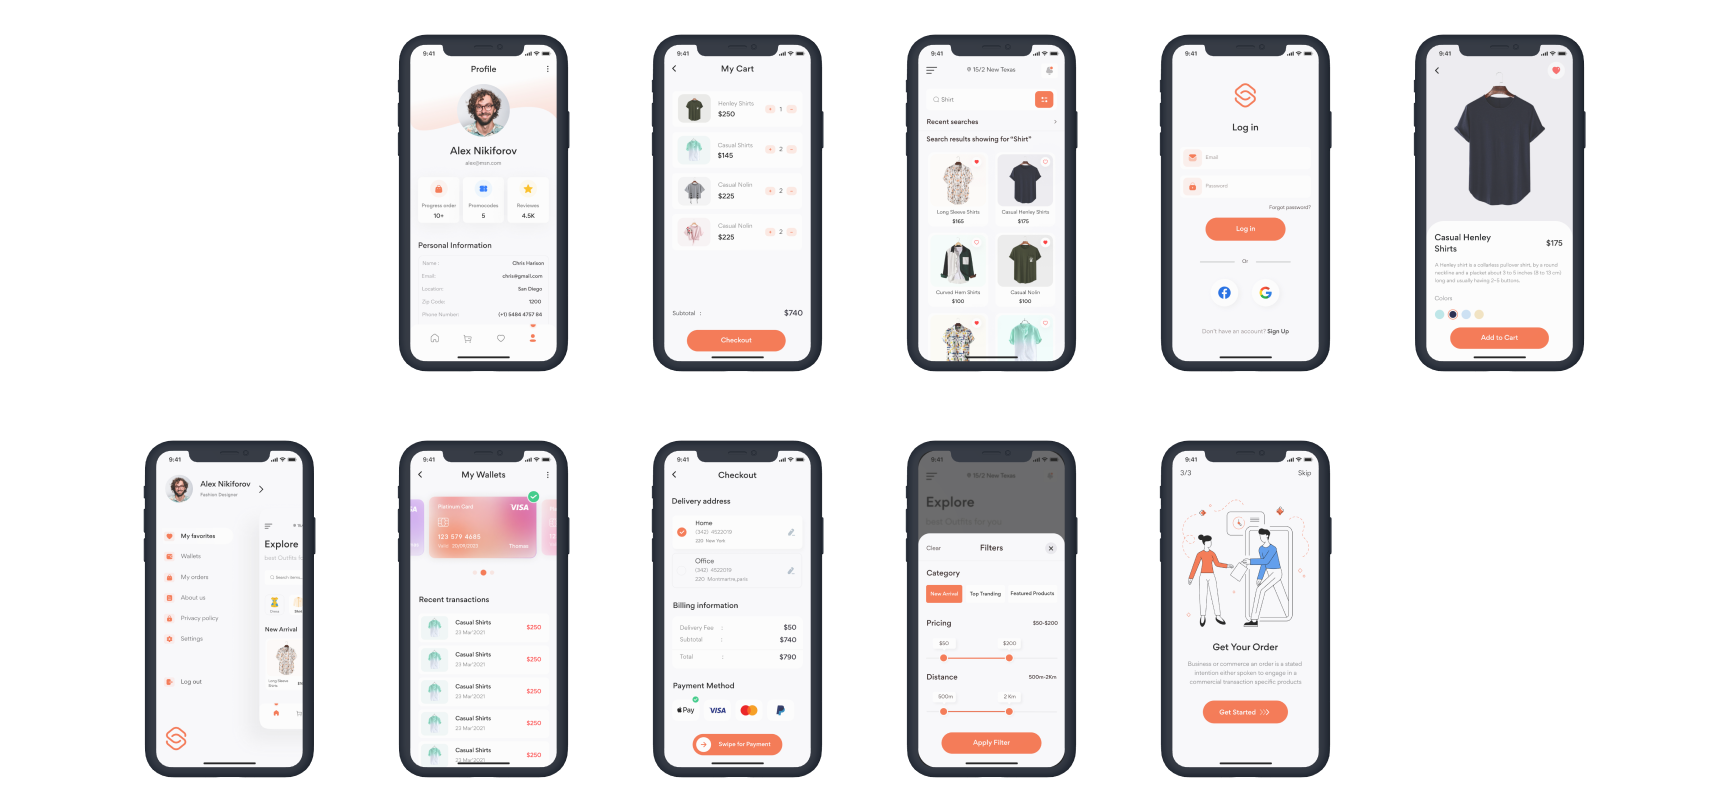 9:41
Profile
Alex Nikiforov
alex@msn.com
Progress order
10+
Promocodes
5
Reviewes
4.5K
Personal Information
Name :
Chris Harison
Email:
chris@gmail.com
Location:
San Diego
Zip Code:
1200
Phone Number:
(+1) 5484 4757 84
9:41
My Cart
Henley Shirts
$250
1
Casual Shirts
$145
2
Casual Nolin
$225
2
Casual Nolin
$225
2
Subtotal :
$740
Checkout
9:41
15/2 New Texas
Shirt
Recent searches
Search results showing for "Shirt"
Long Sleeve Shirts
$165
Casual Henley Shirts
$175
Curved Hem Shirts
$100
Casual Nolin
$100
9:41
Log in
Email
Password
Forgot password?
Log in
Or
Don't have an account? Sign Up
9:41
Casual Henley
Shirts
$175
A Henley shirt is a collarless pullover shirt, by a round
neckline and a placket about 3 to 5 inches (8 to 13 cm)
long and usually having 2–5 buttons.
Colors
Add to Cart
9:41
Alex Nikiforov
Fashion Designer
My favorites
Wallets
My orders
About us
Privacy policy
Settings
Log out
Explore
best Outfits
Search items
New Arrival
Long Sleeve
Shirts
9:41
My Wallets
Platinum Card
VISA
123 579 4685
Valid: 20/09/2022
Thomas
Recent transactions
Casual Shirts
23 Mar'2021
$250
Casual Shirts
23 Mar'2021
$250
Casual Shirts
23 Mar'2021
$250
Casual Shirts
23 Mar'2021
$250
Casual Shirts
23 Mar'2021
$250
9:41
Checkout
Delivery address
Home
(342) 4522019
220 New York
Office
(342) 4522019
220 Montmartre,paris
Billing information
Delivery Fee :
$50
Subtotal :
$740
Total :
$790
Payment Method
Pay
VISA
Swipe for Payment
9:41
15/2 New Texas
Explore
best Outfits for you
Clear
Filters
Category
New Arrival
Top Tranding
Featured Products
Pricing
$50-$200
$50
$200
Distance
500m-2Km
500m
2 Km
Apply Filter
9:41
3/3
Skip
Get Your Order
Business or commerce an order is a stated
intention either spoken to engage in a
commercial transaction specific products
Get Started